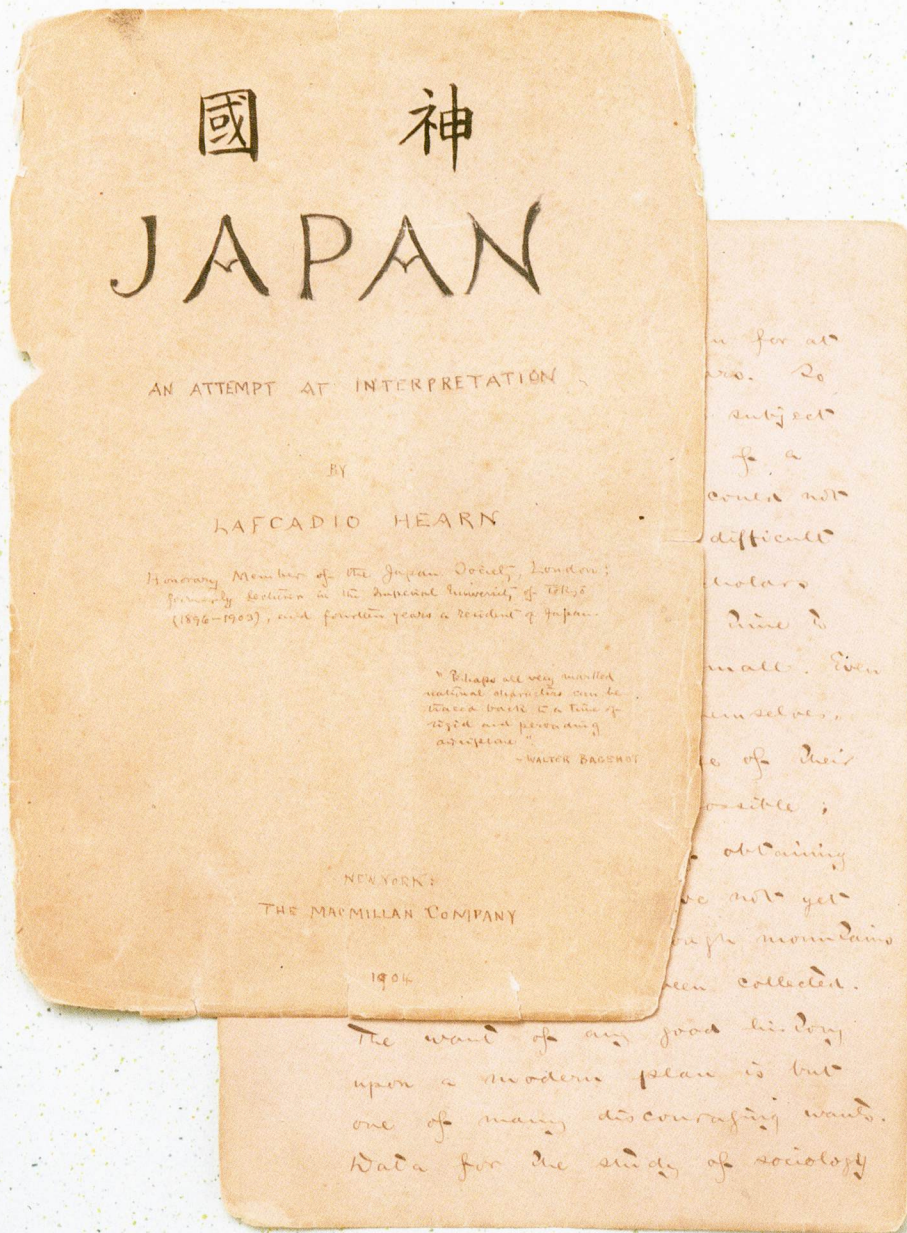 國 神
JAPAN
AN ATTEMPT AT INTERPRETATION
BY
LAFCADIO HEARN
Honorary Member of the Japan Society, London;
formerly lecturer in the Imperial University of Tōkyō
(1896–1903), and fourteen years a resident of Japan.
"Perhaps all very marked
national characters can be
traced back to a time of
rigid and pervading
discipline."
– WALTER BAGEHOT
NEW YORK:
THE MACMILLAN COMPANY
1904
for at
So
subject
of a
could not
difficult
time to
small. Even
themselves,
of their
possible;
obtaining
not yet
mountains
been collected.
The want of any good history
upon a modern plan is but
one of many discouraging wants.
Data for the study of sociology